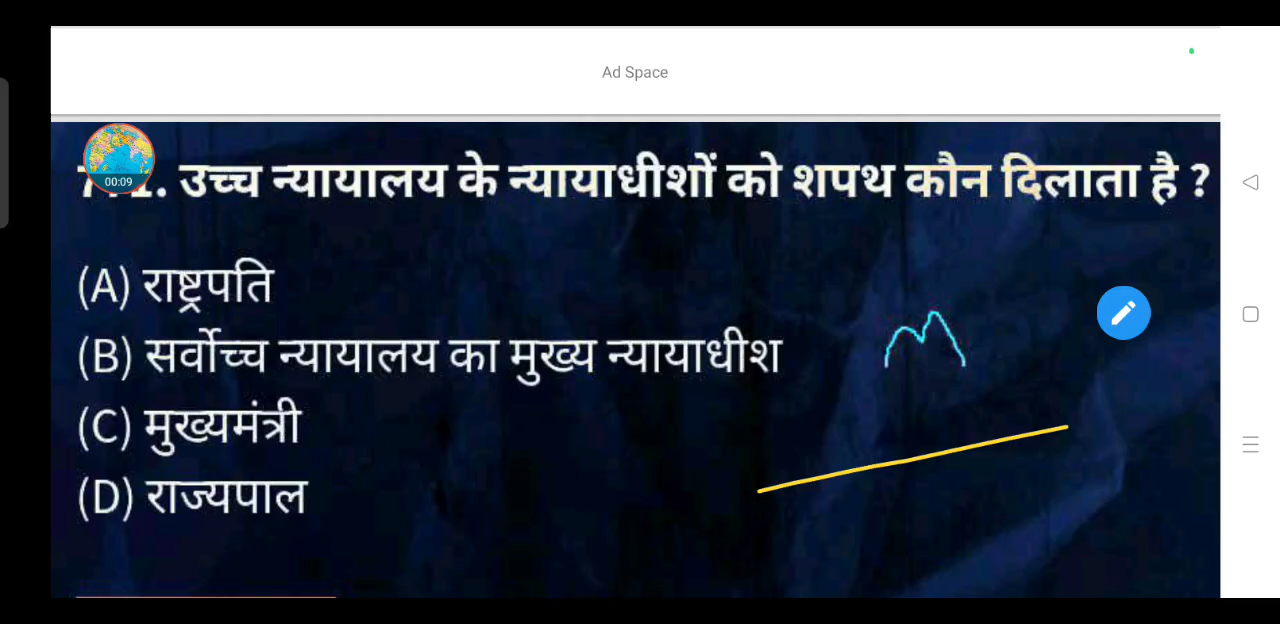 Ad Space
00:09
उच्च न्यायालय के न्यायाधीशों को शपथ कौन दिलाता है ?
(A) राष्ट्रपति
(B) सर्वोच्च न्यायालय का मुख्य न्यायाधीश
(C) मुख्यमंत्री
(D) राज्यपाल